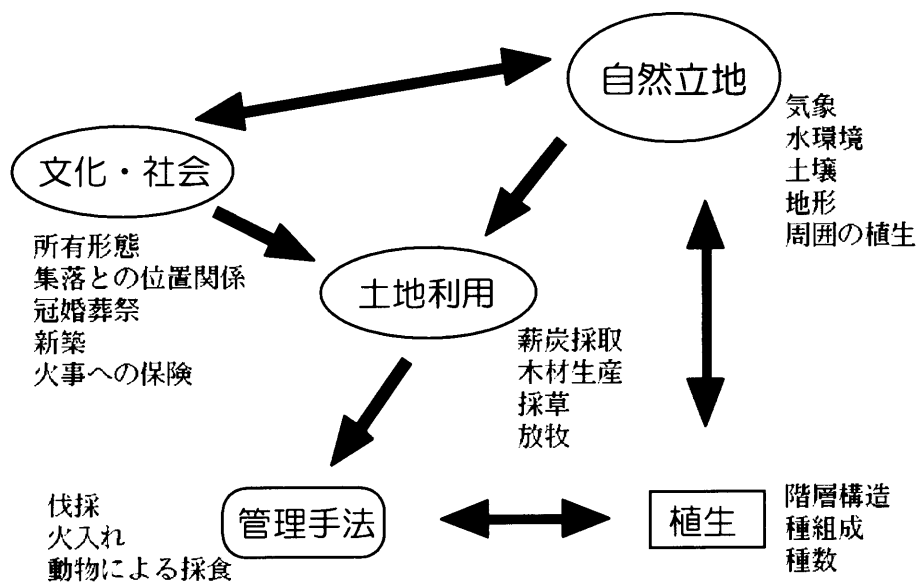 自然立地
気象
水環境
土壌
地形
周囲の植生
文化・社会
所有形態
集落との位置関係
冠婚葬祭
新築
火事への保険
土地利用
薪炭採取
木材生産
採草
放牧
伐採
火入れ
動物による採食
管理手法
植生
階層構造
種組成
種数